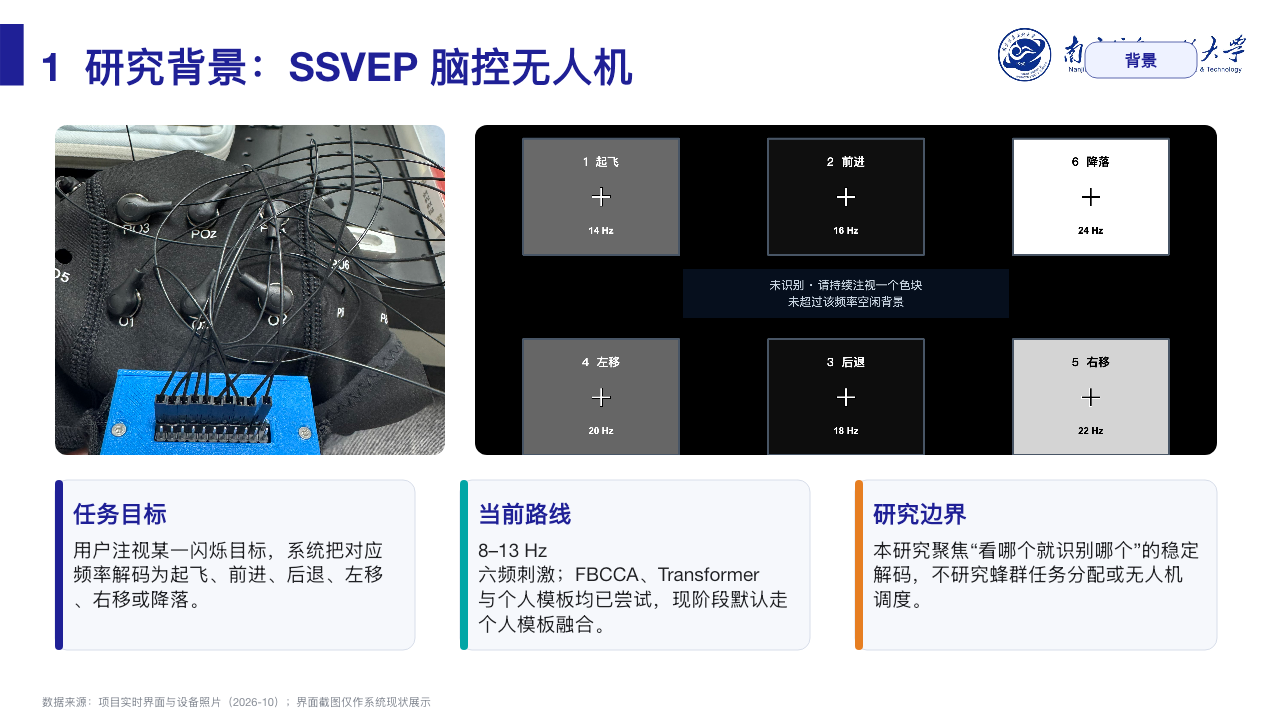 1 研究背景：SSVEP 脑控无人机
背景
& Technology
PO3
POz
O1
1 起飞
14 Hz
2 前进
16 Hz
6 降落
24 Hz
未识别・请持续注视一个色块
未超过该频率空闲背景
4 左移
20 Hz
3 后退
18 Hz
5 右移
22 Hz
任务目标
用户注视某一闪烁目标，系统把对应
频率解码为起飞、前进、后退、左移
、右移或降落。
当前路线
8–13 Hz
六频刺激；FBCCA、Transformer
与个人模板均已尝试，现阶段默认走
个人模板融合。
研究边界
本研究聚焦“看哪个就识别哪个”的稳定
解码，不研究蜂群任务分配或无人机
调度。
数据来源：项目实时界面与设备照片（2026-10）；界面截图仅作系统现状展示